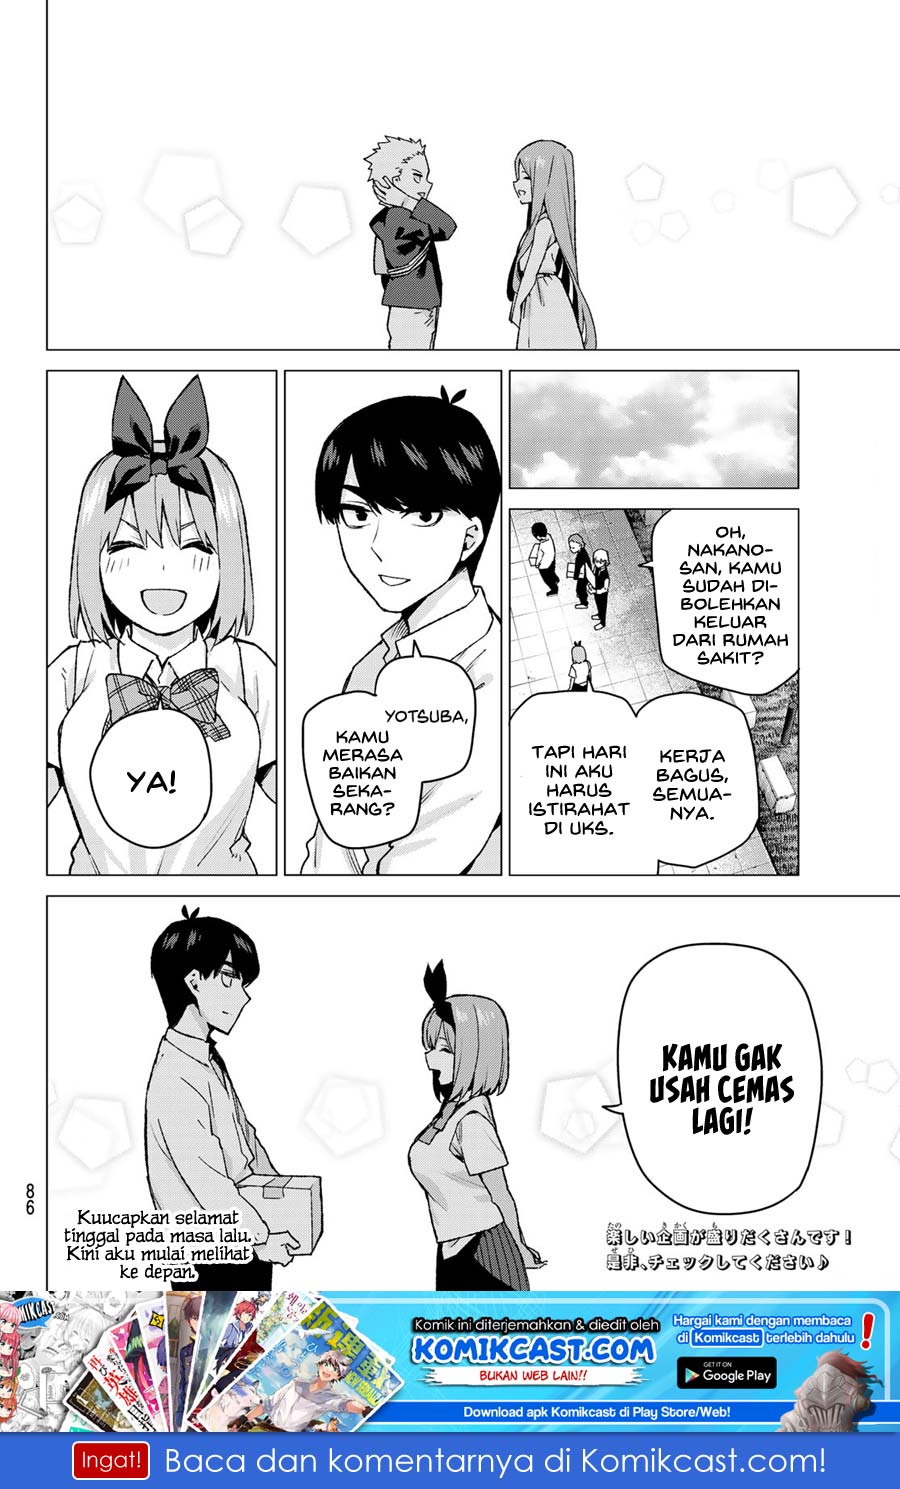 OH,
NAKANO-
SAN, KAMU
SUDAH DI-
BOLEHKAN
KELUAR
DARI RUMAH
SAKIT?
KERJA
BAGUS,
SEMUA-
NYA.
TAPI HARI
INI AKU
HARUS
ISTIRAHAT
DI UKS.
YOTSUBA,
KAMU
MERASA
BAIKAN
SEKA-
RANG?
YA!
KAMU GAK
USAH CEMAS
LAGI!
Kuucapkan selamat
tinggal pada masa lalu.
Kini aku mulai melihat
ke depan.
楽しい企画が盛りだくさんです！
是非、チェックしてください♪
86
Komik ini diterjemahkan & diedit oleh
KOMIKCAST.COM
BUKAN WEB LAIN!!
Hargai kami dengan membaca
di Komikcast terlebih dahulu
!
GET IT ON
Google Play
Download apk Komikcast di Play Store/Web!
Ingat! Baca dan komentarnya di Komikcast.com!